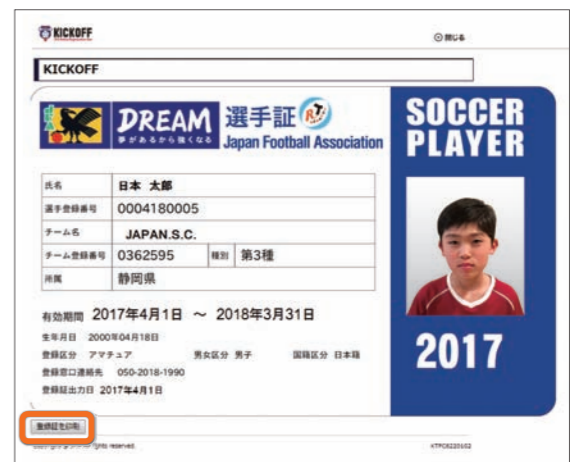 KICKOFF
閉じる
KICKOFF
DREAM
夢があるから強くなる
選手証
Japan Football Association
SOCCER
PLAYER
氏名 日本 太郎
選手登録番号 0004180005
チーム名 JAPAN.S.C.
チーム登録番号 0362595 種別 第3種
所属 静岡県
有効期間 2017年4月1日 ~ 2018年3月31日
生年月日 2000年04月18日
登録区分 アマチュア 男女区分 男子 国籍区分 日本籍
登録窓口連絡先 050-2018-1990
登録証出力日 2017年4月1日
2017
登録証を印刷
rights reserved.
KTPC6220102